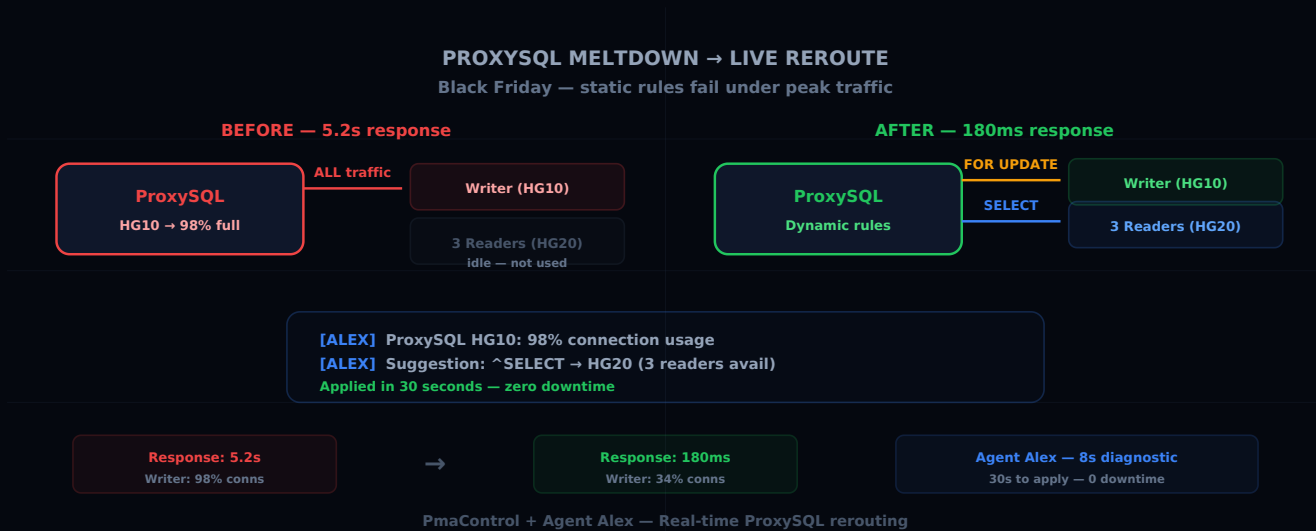 PROXYSQL MELTDOWN → LIVE REROUTE
Black Friday — static rules fail under peak traffic
BEFORE — 5.2s response
ProxySQL
HG10 → 98% full
ALL traffic
Writer (HG10)
3 Readers (HG20)
idle — not used
AFTER — 180ms response
ProxySQL
Dynamic rules
FOR UPDATE
SELECT
Writer (HG10)
3 Readers (HG20)
[ALEX] ProxySQL HG10: 98% connection usage
[ALEX] Suggestion: ^SELECT → HG20 (3 readers avail)
Applied in 30 seconds — zero downtime
Response: 5.2s
Writer: 98% conns
→
Response: 180ms
Writer: 34% conns
Agent Alex — 8s diagnostic
30s to apply — 0 downtime
PmaControl + Agent Alex — Real-time ProxySQL rerouting